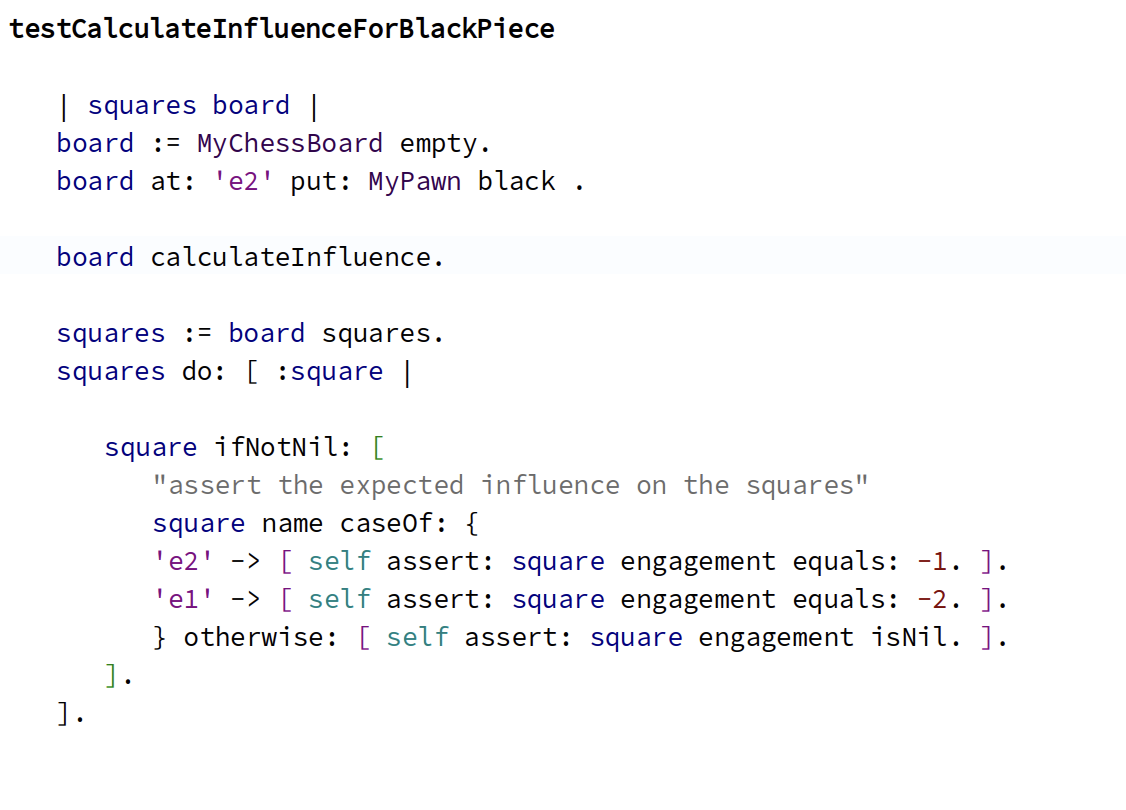 testCalculateInfluenceForBlackPiece
| squares board |
board := MyChessBoard empty.
board at: 'e2' put: MyPawn black .
board calculateInfluence.
squares := board squares.
squares do: [ :square |
square ifNotNil: [
"assert the expected influence on the squares"
square name caseOf: {
'e2' -> [ self assert: square engagement equals: -1. ].
'e1' -> [ self assert: square engagement equals: -2. ].
} otherwise: [ self assert: square engagement isNil. ].
].
].